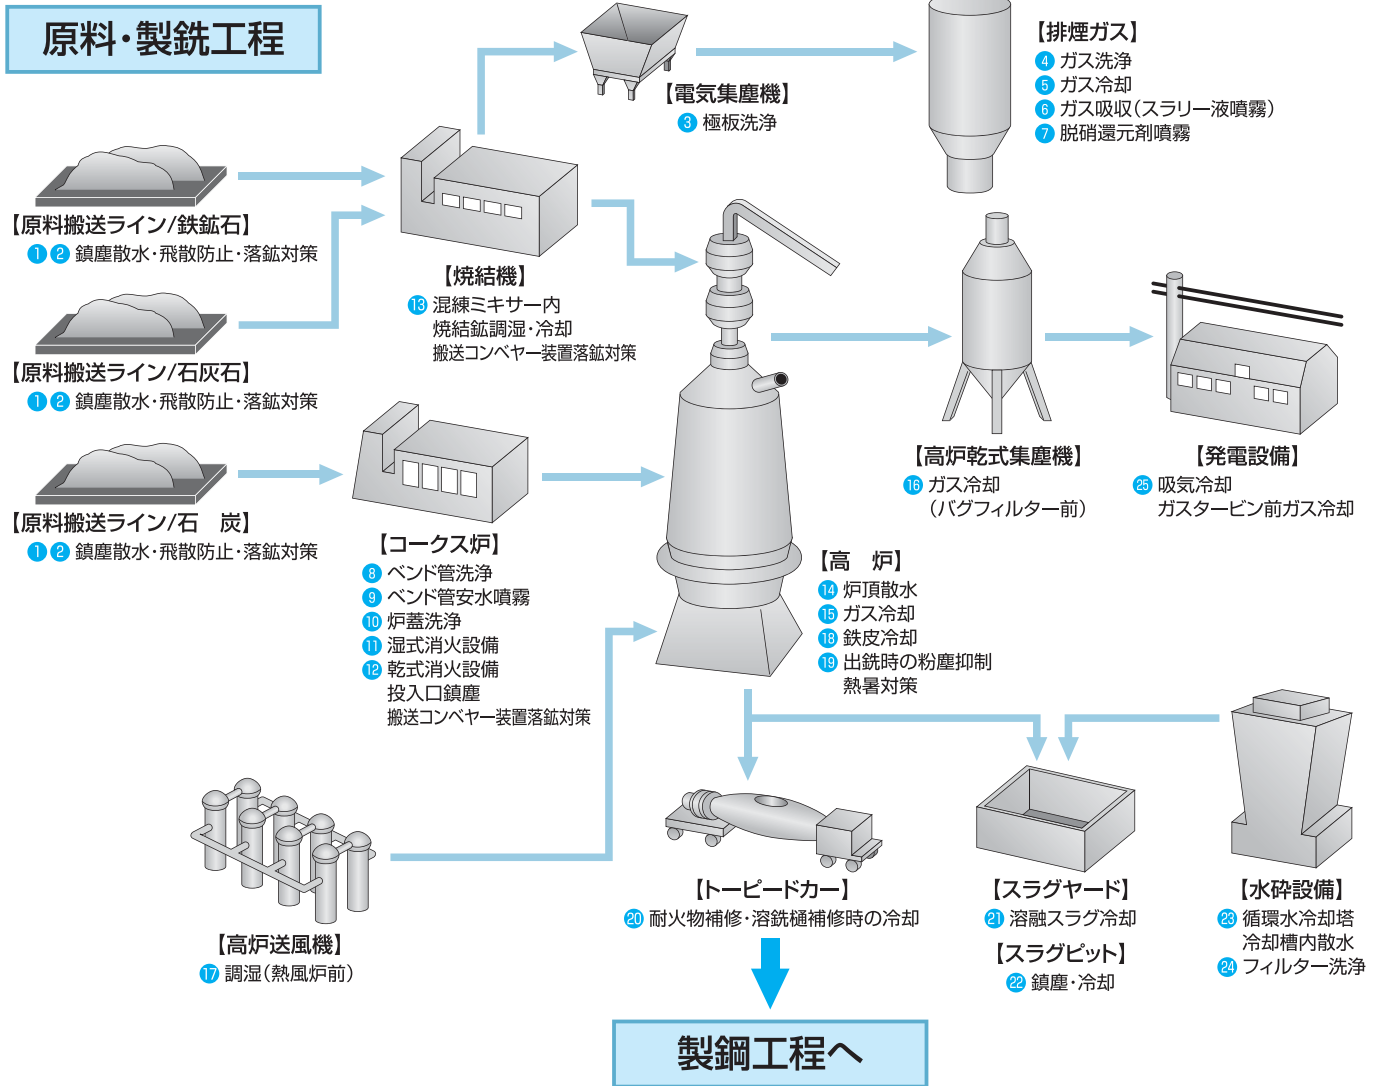 原料・製銑工程
【電気集塵機】
③ 極板洗浄
【排煙ガス】
④ ガス洗浄
⑤ ガス冷却
⑥ ガス吸収（スラリー液噴霧）
⑦ 脱硝還元剤噴霧
【原料搬送ライン/鉄鉱石】
① ② 鎮塵散水・飛散防止・落鉱対策
【焼結機】
⑬ 混練ミキサー内
焼結鉱調湿・冷却
搬送コンベヤー装置落鉱対策
【原料搬送ライン/石灰石】
① ② 鎮塵散水・飛散防止・落鉱対策
【高炉乾式集塵機】
⑯ ガス冷却
（バグフィルター前）
【発電設備】
㉕ 吸気冷却
ガスタービン前ガス冷却
【原料搬送ライン/石　炭】
① ② 鎮塵散水・飛散防止・落鉱対策
【コークス炉】
⑧ ベンド管洗浄
⑨ ベンド管安水噴霧
⑩ 炉蓋洗浄
⑪ 湿式消火設備
⑫ 乾式消火設備
投入口鎮塵
搬送コンベヤー装置落鉱対策
【高　炉】
⑭ 炉頂散水
⑮ ガス冷却
⑱ 鉄皮冷却
⑲ 出銑時の粉塵抑制
熱暑対策
【高炉送風機】
⑰ 調湿（熱風炉前）
【トーピードカー】
⑳ 耐火物補修・溶銑樋補修時の冷却
【スラグヤード】
㉑ 溶融スラグ冷却
【スラグピット】
㉒ 鎮塵・冷却
【水砕設備】
㉓ 循環水冷却塔
冷却槽内散水
㉔ フィルター洗浄
製鋼工程へ